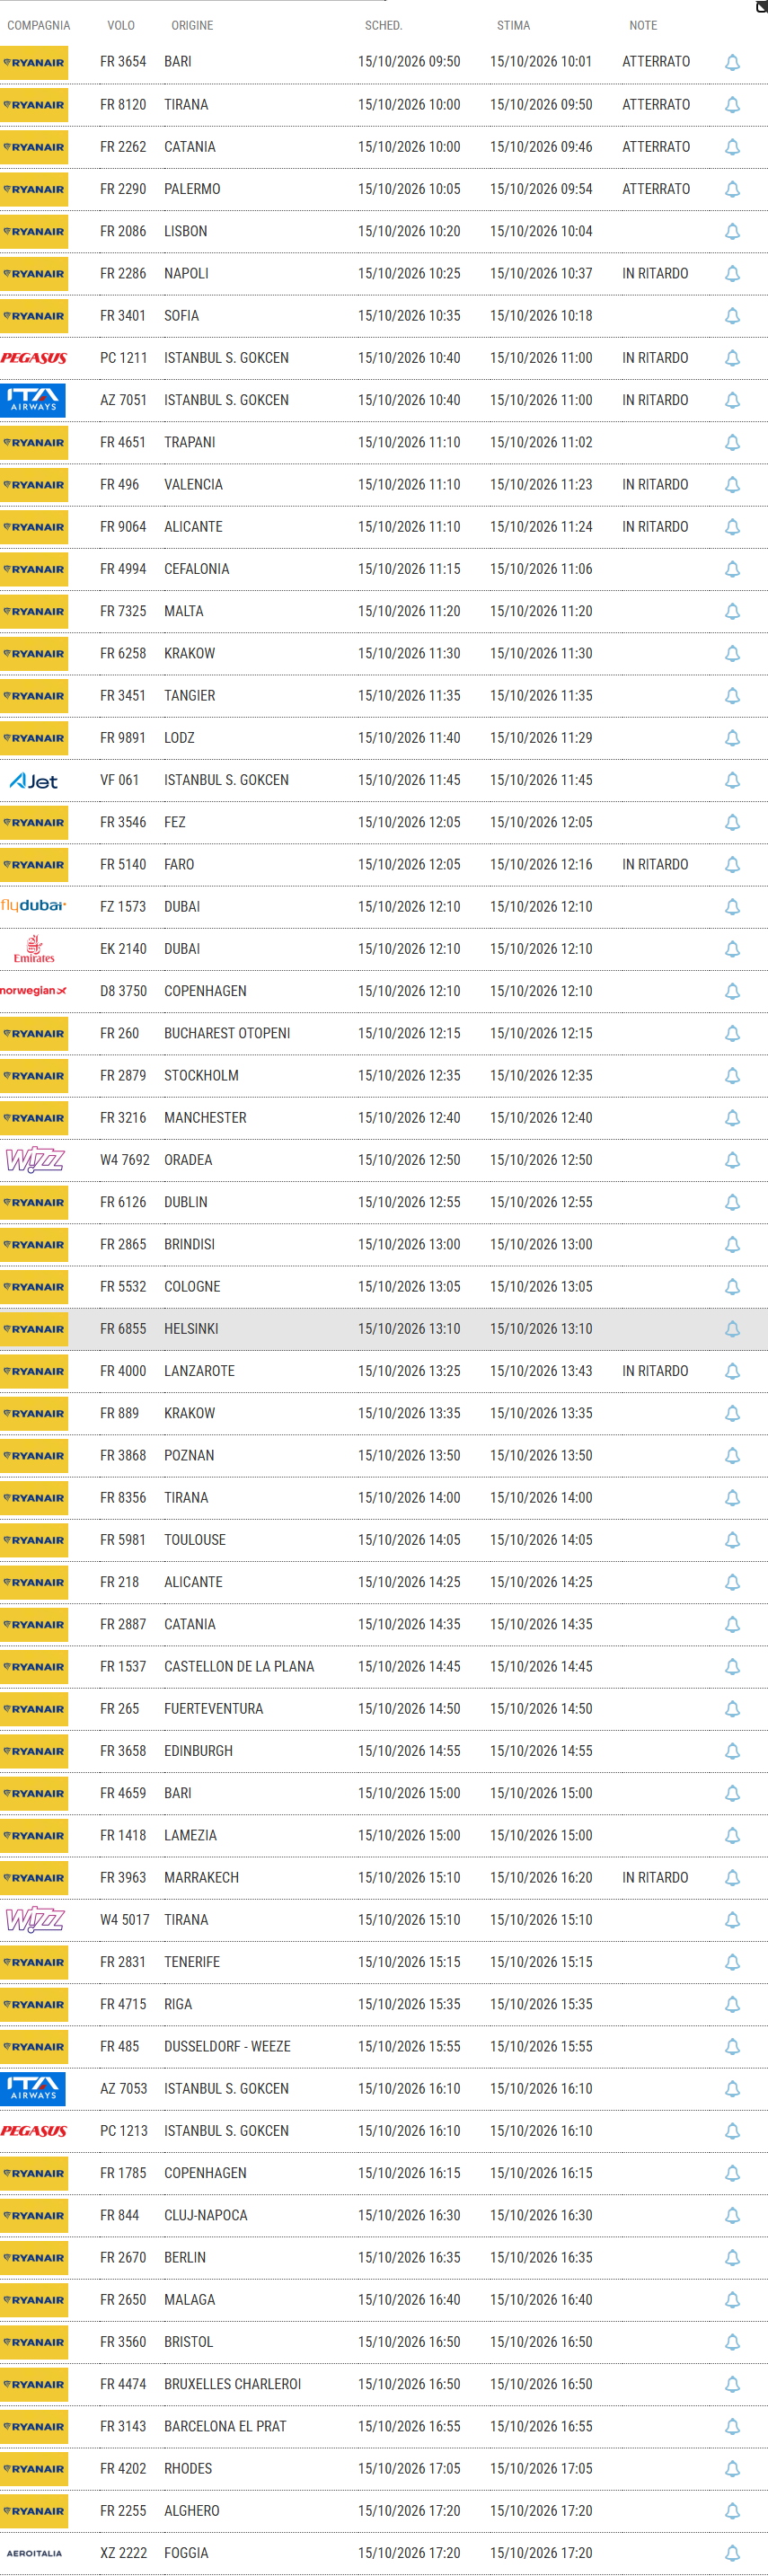 COMPAGNIA VOLO ORIGINE SCHED. STIMA NOTE
RYANAIR FR 3654 BARI 15/10/2026 09:50 15/10/2026 10:01 ATTERRATO
RYANAIR FR 8120 TIRANA 15/10/2026 10:00 15/10/2026 09:50 ATTERRATO
RYANAIR FR 2262 CATANIA 15/10/2026 10:00 15/10/2026 09:46 ATTERRATO
RYANAIR FR 2290 PALERMO 15/10/2026 10:05 15/10/2026 09:54 ATTERRATO
RYANAIR FR 2086 LISBON 15/10/2026 10:20 15/10/2026 10:04
RYANAIR FR 2286 NAPOLI 15/10/2026 10:25 15/10/2026 10:37 IN RITARDO
RYANAIR FR 3401 SOFIA 15/10/2026 10:35 15/10/2026 10:18
PEGASUS PC 1211 ISTANBUL S. GOKCEN 15/10/2026 10:40 15/10/2026 11:00 IN RITARDO
ITA AIRWAYS AZ 7051 ISTANBUL S. GOKCEN 15/10/2026 10:40 15/10/2026 11:00 IN RITARDO
RYANAIR FR 4651 TRAPANI 15/10/2026 11:10 15/10/2026 11:02
RYANAIR FR 496 VALENCIA 15/10/2026 11:10 15/10/2026 11:23 IN RITARDO
RYANAIR FR 9064 ALICANTE 15/10/2026 11:10 15/10/2026 11:24 IN RITARDO
RYANAIR FR 4994 CEFALONIA 15/10/2026 11:15 15/10/2026 11:06
RYANAIR FR 7325 MALTA 15/10/2026 11:20 15/10/2026 11:20
RYANAIR FR 6258 KRAKOW 15/10/2026 11:30 15/10/2026 11:30
RYANAIR FR 3451 TANGIER 15/10/2026 11:35 15/10/2026 11:35
RYANAIR FR 9891 LODZ 15/10/2026 11:40 15/10/2026 11:29
AJet VF 061 ISTANBUL S. GOKCEN 15/10/2026 11:45 15/10/2026 11:45
RYANAIR FR 3546 FEZ 15/10/2026 12:05 15/10/2026 12:05
RYANAIR FR 5140 FARO 15/10/2026 12:05 15/10/2026 12:16 IN RITARDO
flydubai FZ 1573 DUBAI 15/10/2026 12:10 15/10/2026 12:10
Emirates EK 2140 DUBAI 15/10/2026 12:10 15/10/2026 12:10
norwegian D8 3750 COPENHAGEN 15/10/2026 12:10 15/10/2026 12:10
RYANAIR FR 260 BUCHAREST OTOPENI 15/10/2026 12:15 15/10/2026 12:15
RYANAIR FR 2879 STOCKHOLM 15/10/2026 12:35 15/10/2026 12:35
RYANAIR FR 3216 MANCHESTER 15/10/2026 12:40 15/10/2026 12:40
WIZZ W4 7692 ORADEA 15/10/2026 12:50 15/10/2026 12:50
RYANAIR FR 6126 DUBLIN 15/10/2026 12:55 15/10/2026 12:55
RYANAIR FR 2865 BRINDISI 15/10/2026 13:00 15/10/2026 13:00
RYANAIR FR 5532 COLOGNE 15/10/2026 13:05 15/10/2026 13:05
RYANAIR FR 6855 HELSINKI 15/10/2026 13:10 15/10/2026 13:10
RYANAIR FR 4000 LANZAROTE 15/10/2026 13:25 15/10/2026 13:43 IN RITARDO
RYANAIR FR 889 KRAKOW 15/10/2026 13:35 15/10/2026 13:35
RYANAIR FR 3868 POZNAN 15/10/2026 13:50 15/10/2026 13:50
RYANAIR FR 8356 TIRANA 15/10/2026 14:00 15/10/2026 14:00
RYANAIR FR 5981 TOULOUSE 15/10/2026 14:05 15/10/2026 14:05
RYANAIR FR 218 ALICANTE 15/10/2026 14:25 15/10/2026 14:25
RYANAIR FR 2887 CATANIA 15/10/2026 14:35 15/10/2026 14:35
RYANAIR FR 1537 CASTELLON DE LA PLANA 15/10/2026 14:45 15/10/2026 14:45
RYANAIR FR 265 FUERTEVENTURA 15/10/2026 14:50 15/10/2026 14:50
RYANAIR FR 3658 EDINBURGH 15/10/2026 14:55 15/10/2026 14:55
RYANAIR FR 4659 BARI 15/10/2026 15:00 15/10/2026 15:00
RYANAIR FR 1418 LAMEZIA 15/10/2026 15:00 15/10/2026 15:00
RYANAIR FR 3963 MARRAKECH 15/10/2026 15:10 15/10/2026 16:20 IN RITARDO
WIZZ W4 5017 TIRANA 15/10/2026 15:10 15/10/2026 15:10
RYANAIR FR 2831 TENERIFE 15/10/2026 15:15 15/10/2026 15:15
RYANAIR FR 4715 RIGA 15/10/2026 15:35 15/10/2026 15:35
RYANAIR FR 485 DUSSELDORF - WEEZE 15/10/2026 15:55 15/10/2026 15:55
ITA AIRWAYS AZ 7053 ISTANBUL S. GOKCEN 15/10/2026 16:10 15/10/2026 16:10
PEGASUS PC 1213 ISTANBUL S. GOKCEN 15/10/2026 16:10 15/10/2026 16:10
RYANAIR FR 1785 COPENHAGEN 15/10/2026 16:15 15/10/2026 16:15
RYANAIR FR 844 CLUJ-NAPOCA 15/10/2026 16:30 15/10/2026 16:30
RYANAIR FR 2670 BERLIN 15/10/2026 16:35 15/10/2026 16:35
RYANAIR FR 2650 MALAGA 15/10/2026 16:40 15/10/2026 16:40
RYANAIR FR 3560 BRISTOL 15/10/2026 16:50 15/10/2026 16:50
RYANAIR FR 4474 BRUXELLES CHARLEROI 15/10/2026 16:50 15/10/2026 16:50
RYANAIR FR 3143 BARCELONA EL PRAT 15/10/2026 16:55 15/10/2026 16:55
RYANAIR FR 4202 RHODES 15/10/2026 17:05 15/10/2026 17:05
RYANAIR FR 2255 ALGHERO 15/10/2026 17:20 15/10/2026 17:20
AEROITALIA XZ 2222 FOGGIA 15/10/2026 17:20 15/10/2026 17:20